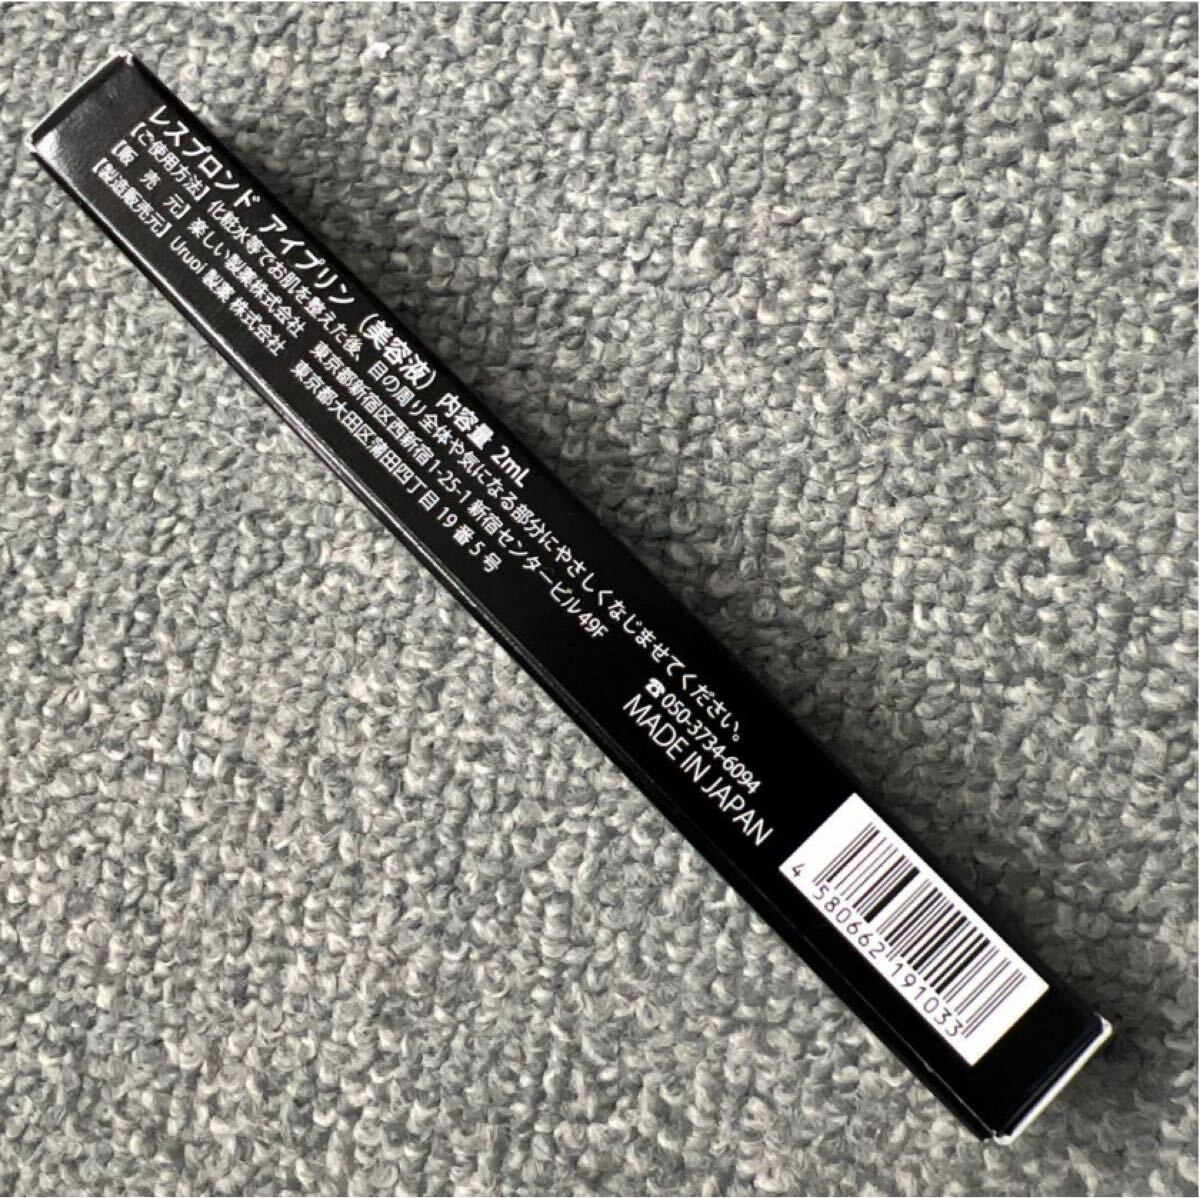 レスブロンド アイプリン（美容液）内容量 2mL
【ご使用方法】化粧水等でお肌を整えた後、目の周り全体や気になる部分にやさしくなじませてください。
【販　売　元】楽しい製薬株式会社　東京都新宿区西新宿1-25-1 新宿センタービル49F　☎050-3734-6094
【製造販売元】Uruoi 製薬 株式会社　東京都大田区蒲田四丁目 19 番 5 号
MADE IN JAPAN
4 580662 191033